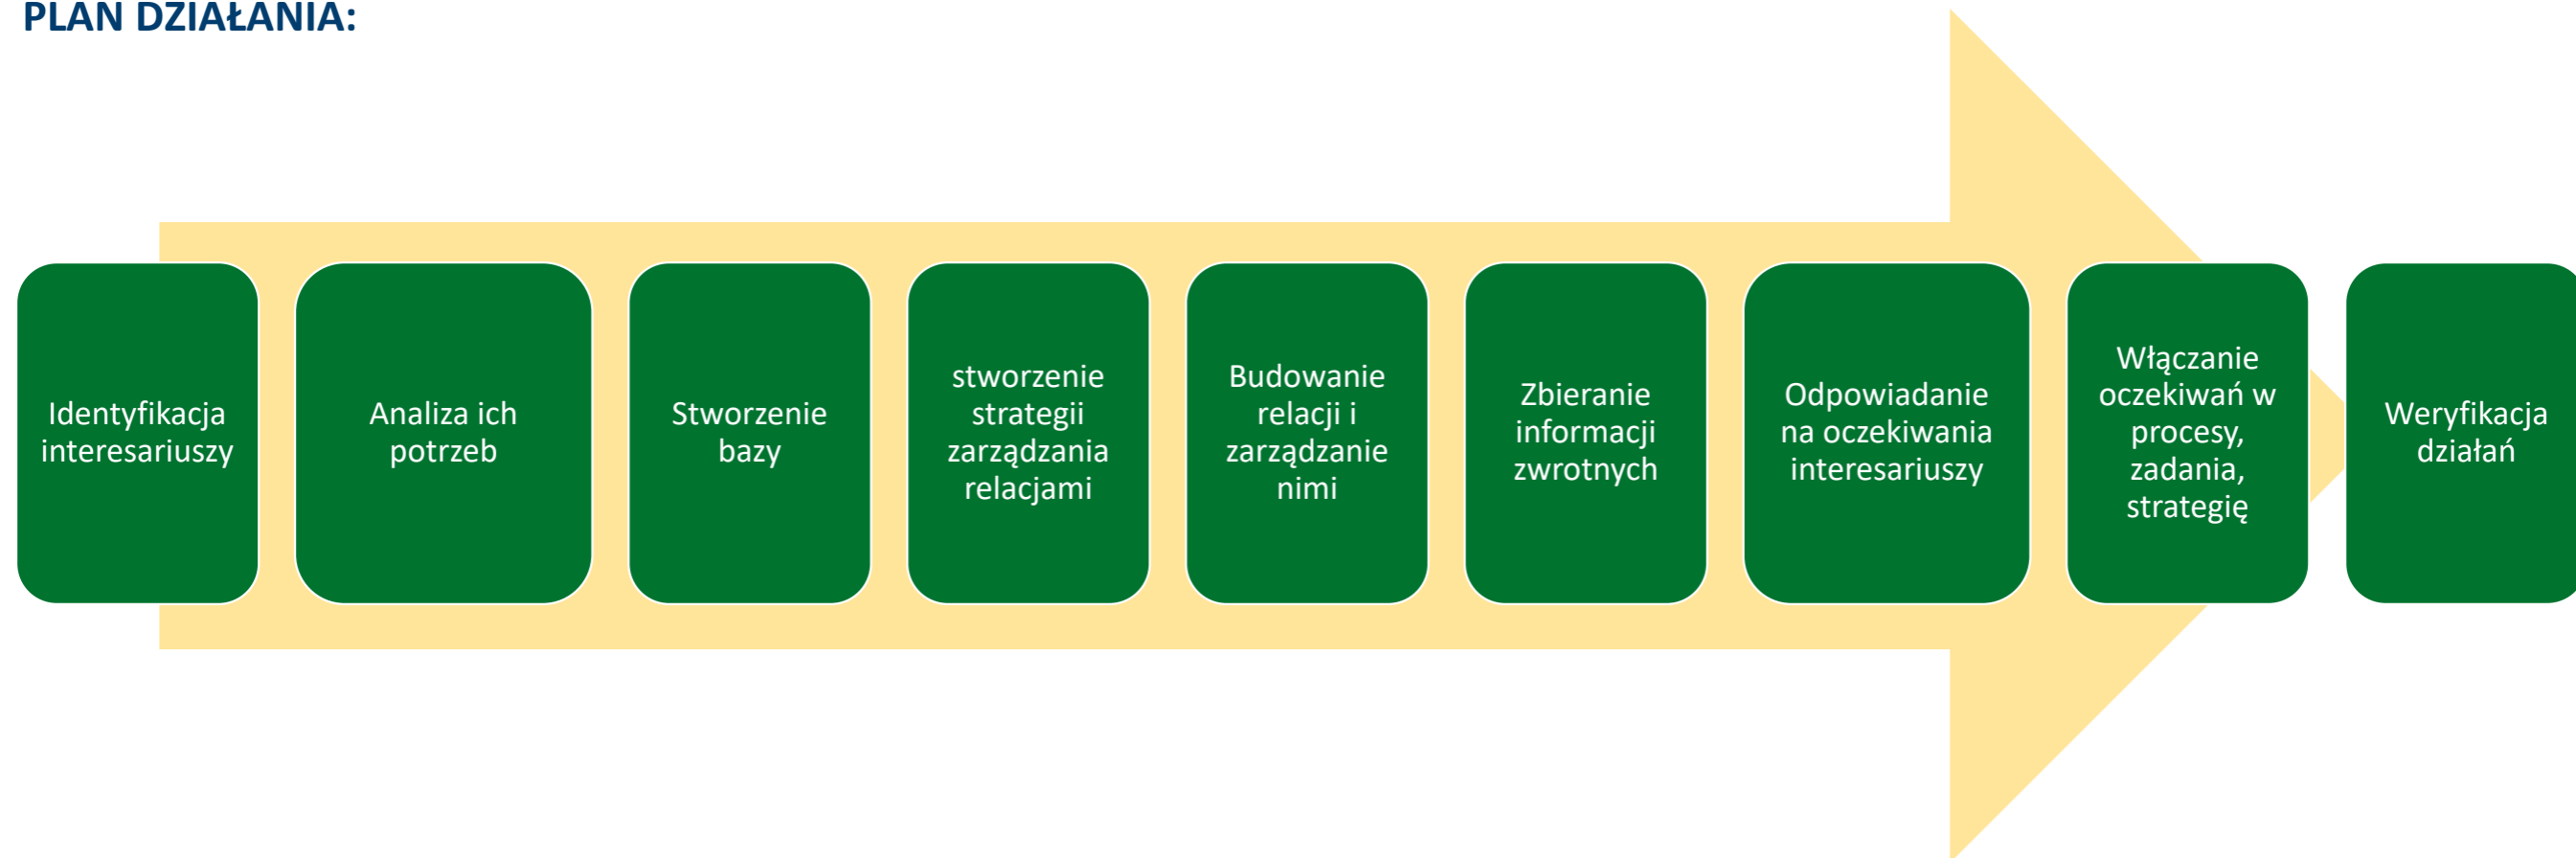 PLAN DZIAŁANIA:
Identyfikacja
interesariuszy
Analiza ich
potrzeb
Stworzenie
bazy
stworzenie
strategii
zarządzania
relacjami
Budowanie
relacji i
zarządzanie
nimi
Zbieranie
informacji
zwrotnych
Odpowiadanie
na oczekiwania
interesariuszy
Włączanie
oczekiwań w
procesy,
zadania,
strategię
Weryfikacja
działań